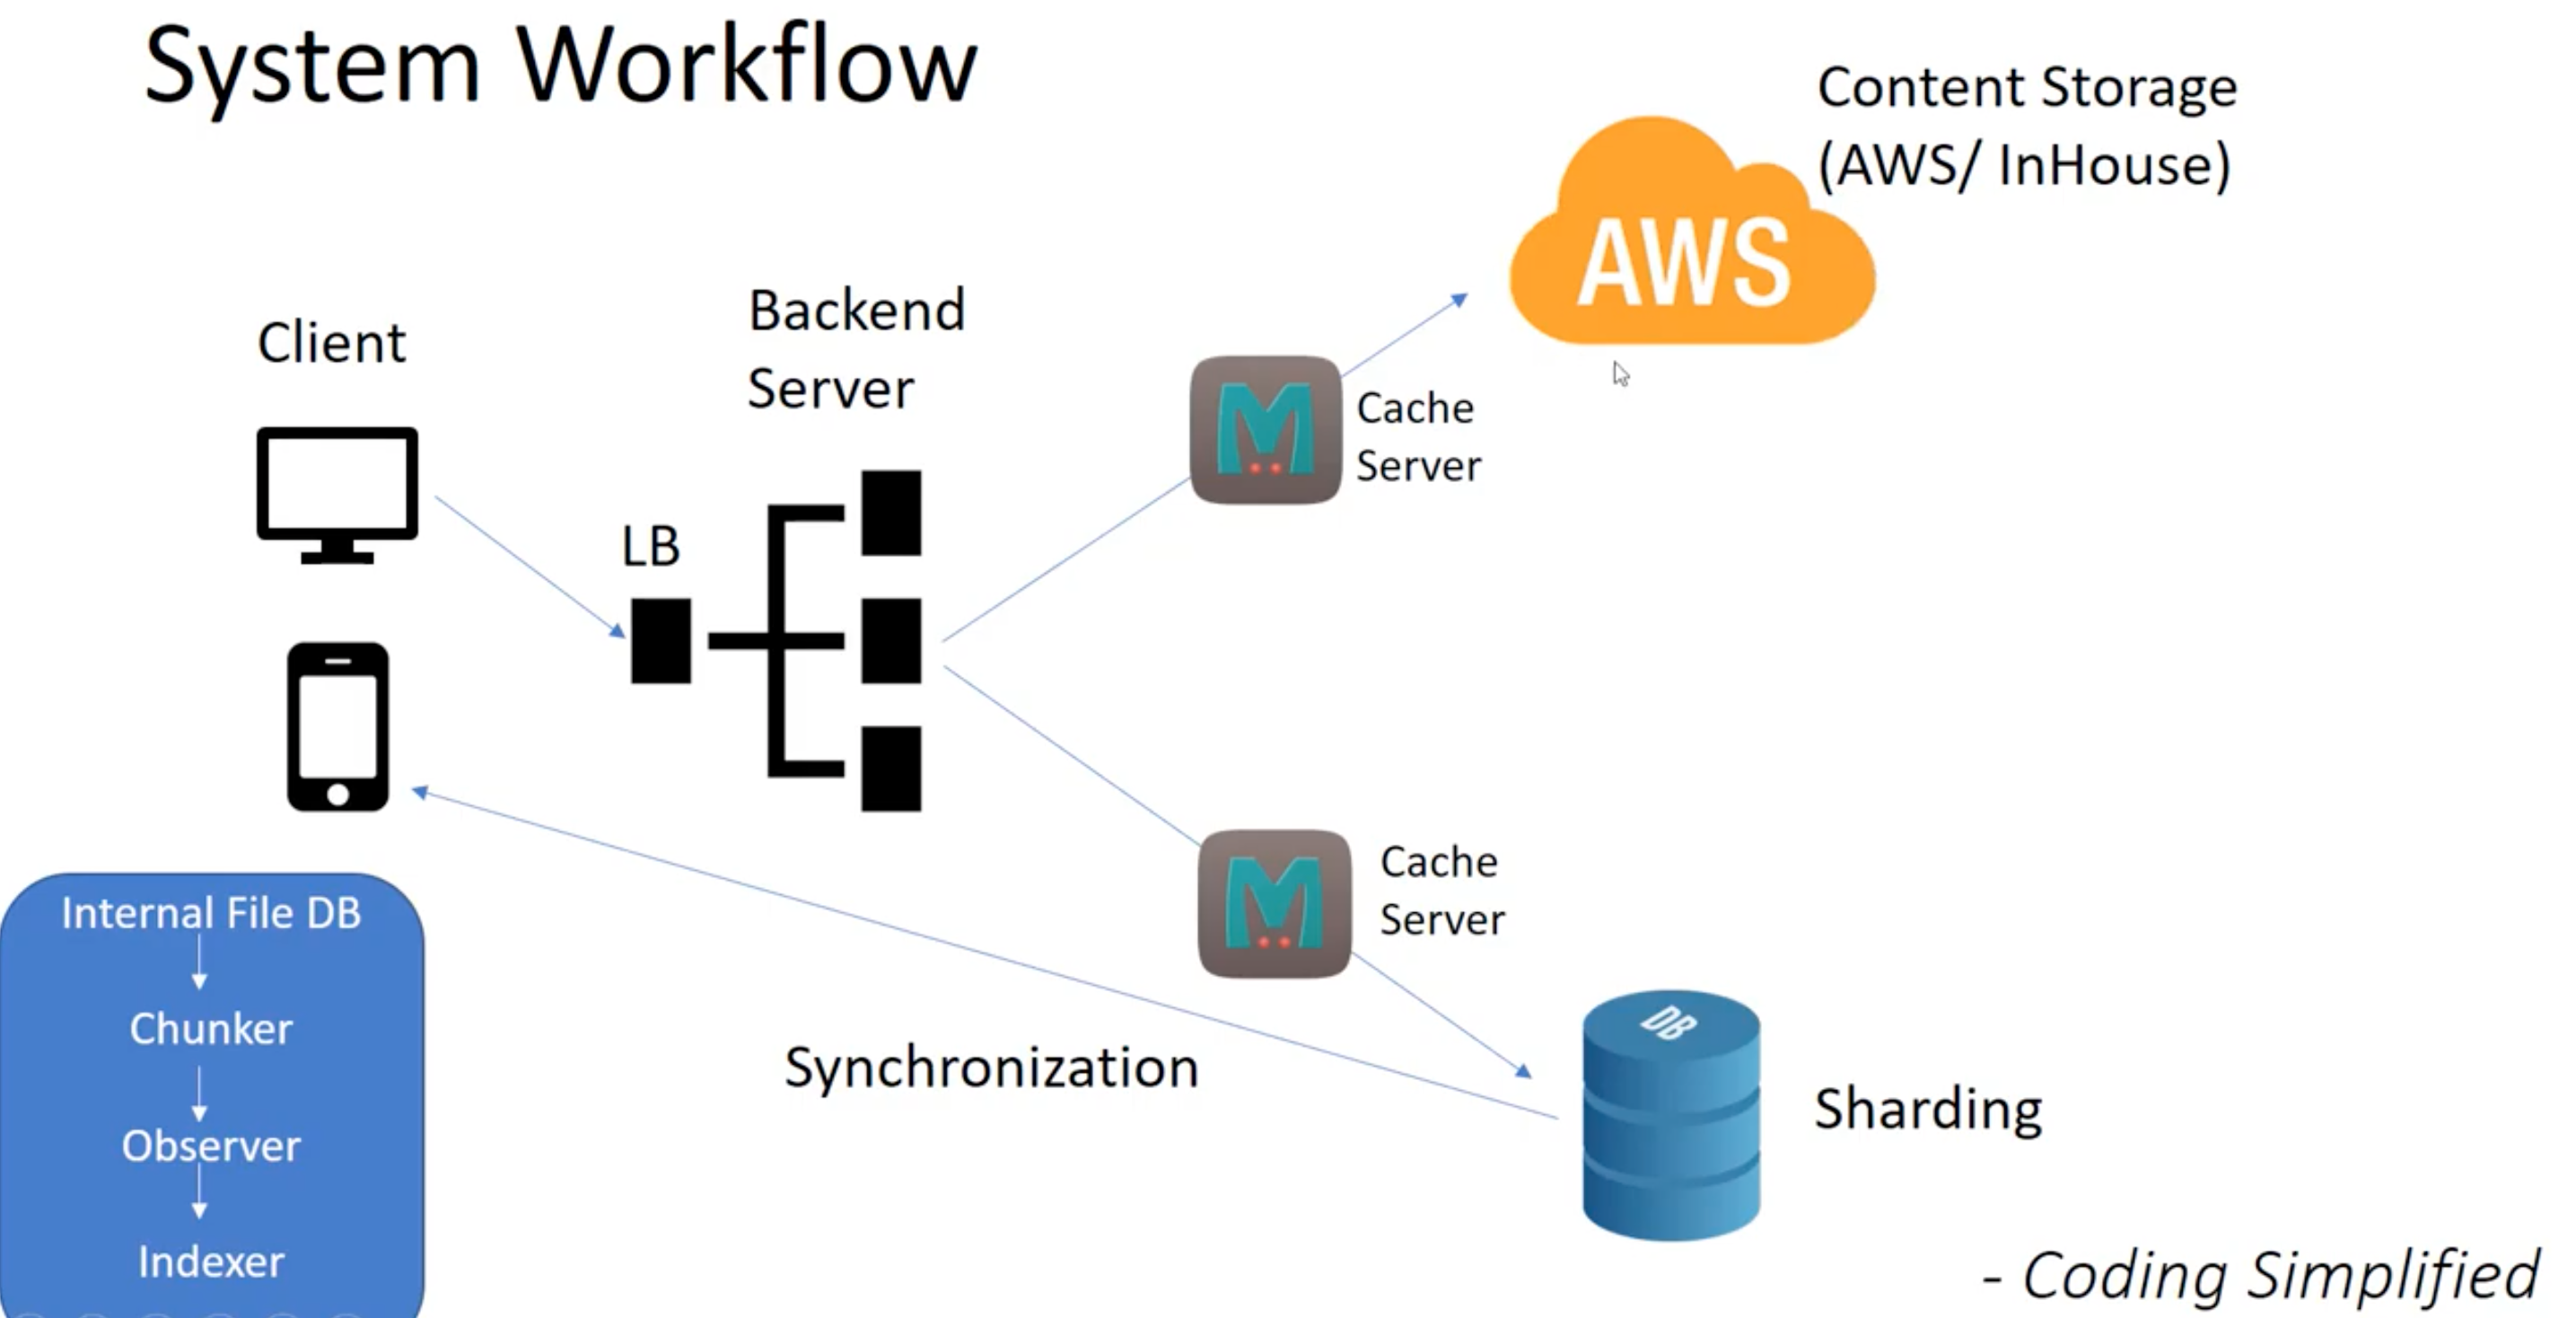 System Workflow
Content Storage
(AWS/ InHouse)
AWS
Client
Backend
Server
LB
M
Cache
Server
M
Cache
Server
Internal File DB
Chunker
Observer
Indexer
Synchronization
DB
Sharding
- Coding Simplified